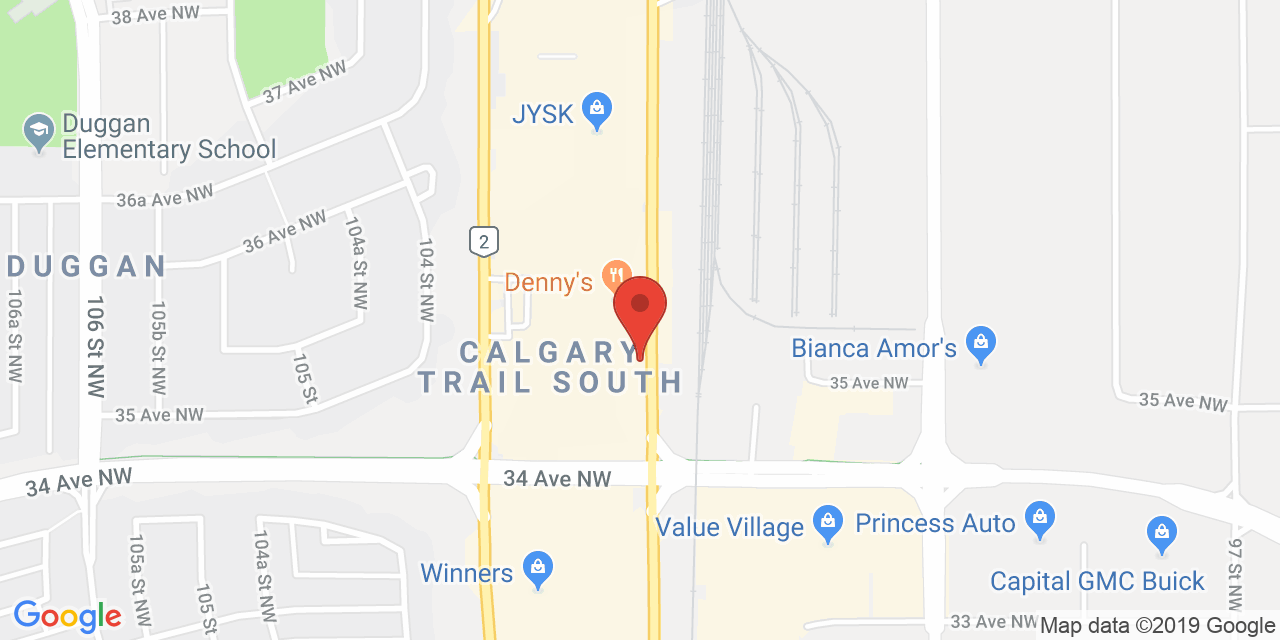 38 Ave NW
37 Ave NW
JYSK
Duggan
Elementary School
36a Ave NW
36 Ave NW
104a St NW
104 St NW
2
DUGGAN
Denny's
106a St NW
106 St NW
105b St NW
105 St
CALGARY
TRAIL SOUTH
Bianca Amor's
35 Ave NW
35 Ave NW
35 Ave NW
34 Ave NW
34 Ave NW
Value Village
Princess Auto
Winners
Capital GMC Buick
105a St NW
105 St
104a St NW
97 St NW
33 Ave NW
Google
Map data ©2019 Google